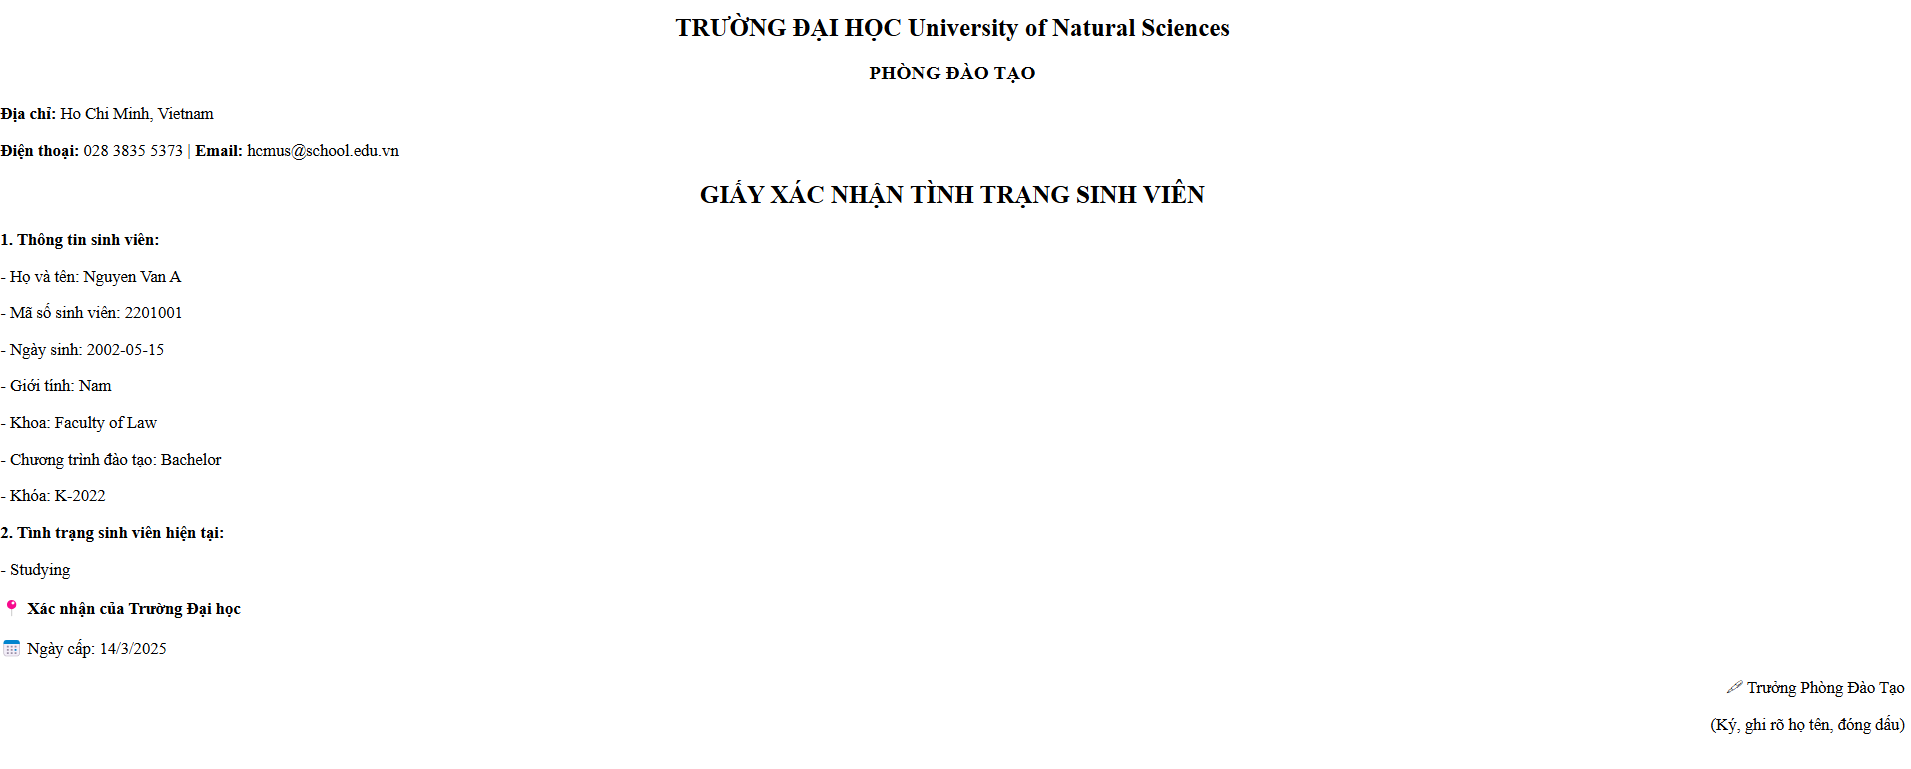 TRƯỜNG ĐẠI HỌC University of Natural Sciences
PHÒNG ĐÀO TẠO
Địa chỉ: Ho Chi Minh, Vietnam
Điện thoại: 028 3835 5373 | Email: hcmus@school.edu.vn
GIẤY XÁC NHẬN TÌNH TRẠNG SINH VIÊN
1. Thông tin sinh viên:
- Họ và tên: Nguyen Van A
- Mã số sinh viên: 2201001
- Ngày sinh: 2002-05-15
- Giới tính: Nam
- Khoa: Faculty of Law
- Chương trình đào tạo: Bachelor
- Khóa: K-2022
2. Tình trạng sinh viên hiện tại:
- Studying
📍 Xác nhận của Trường Đại học
📅 Ngày cấp: 14/3/2025
🖋 Trưởng Phòng Đào Tạo
(Ký, ghi rõ họ tên, đóng dấu)